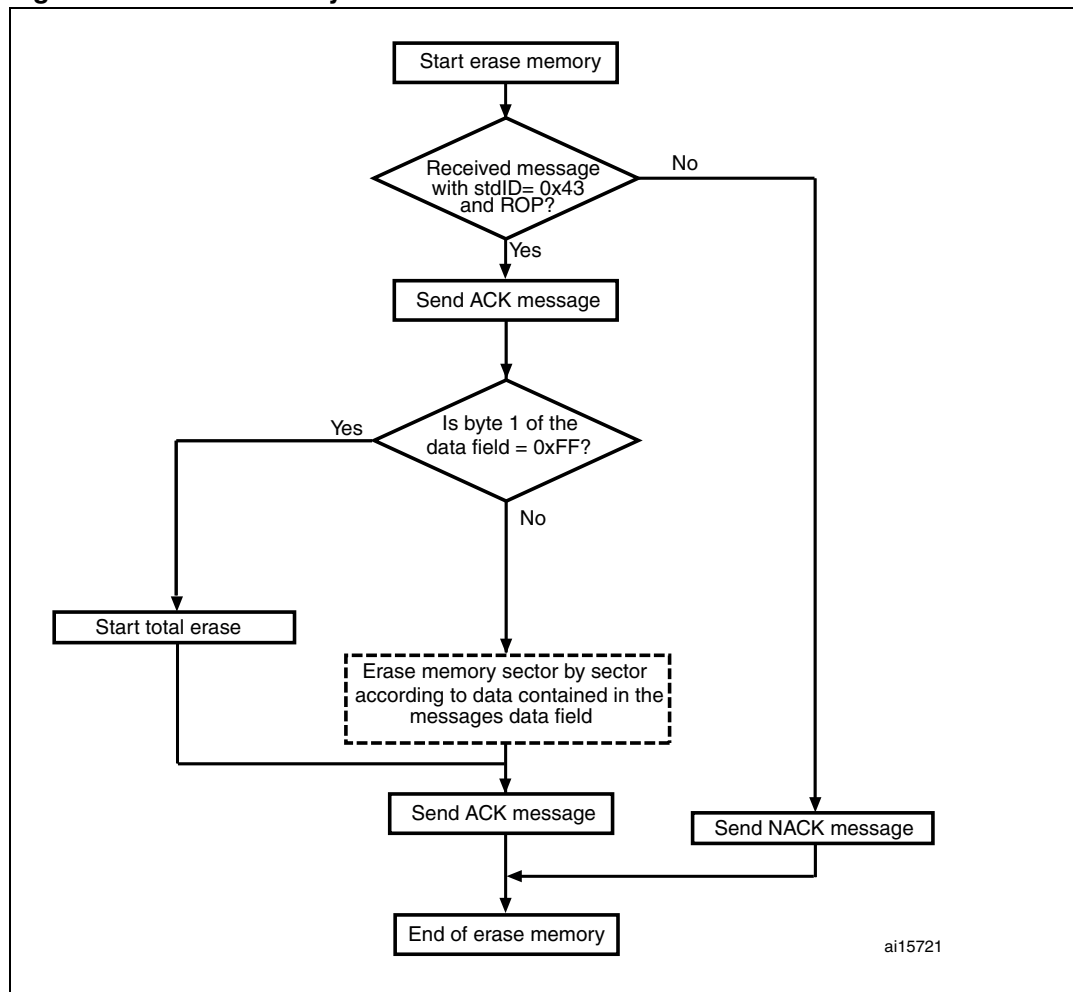 Start erase memory
Received message
with stdID= 0x43
and ROP?
No
Yes
Send ACK message
Is byte 1 of the
data field = 0xFF?
Yes
No
Start total erase
Erase memory sector by sector
according to data contained in the
messages data field
Send ACK message
Send NACK message
End of erase memory
ai15721